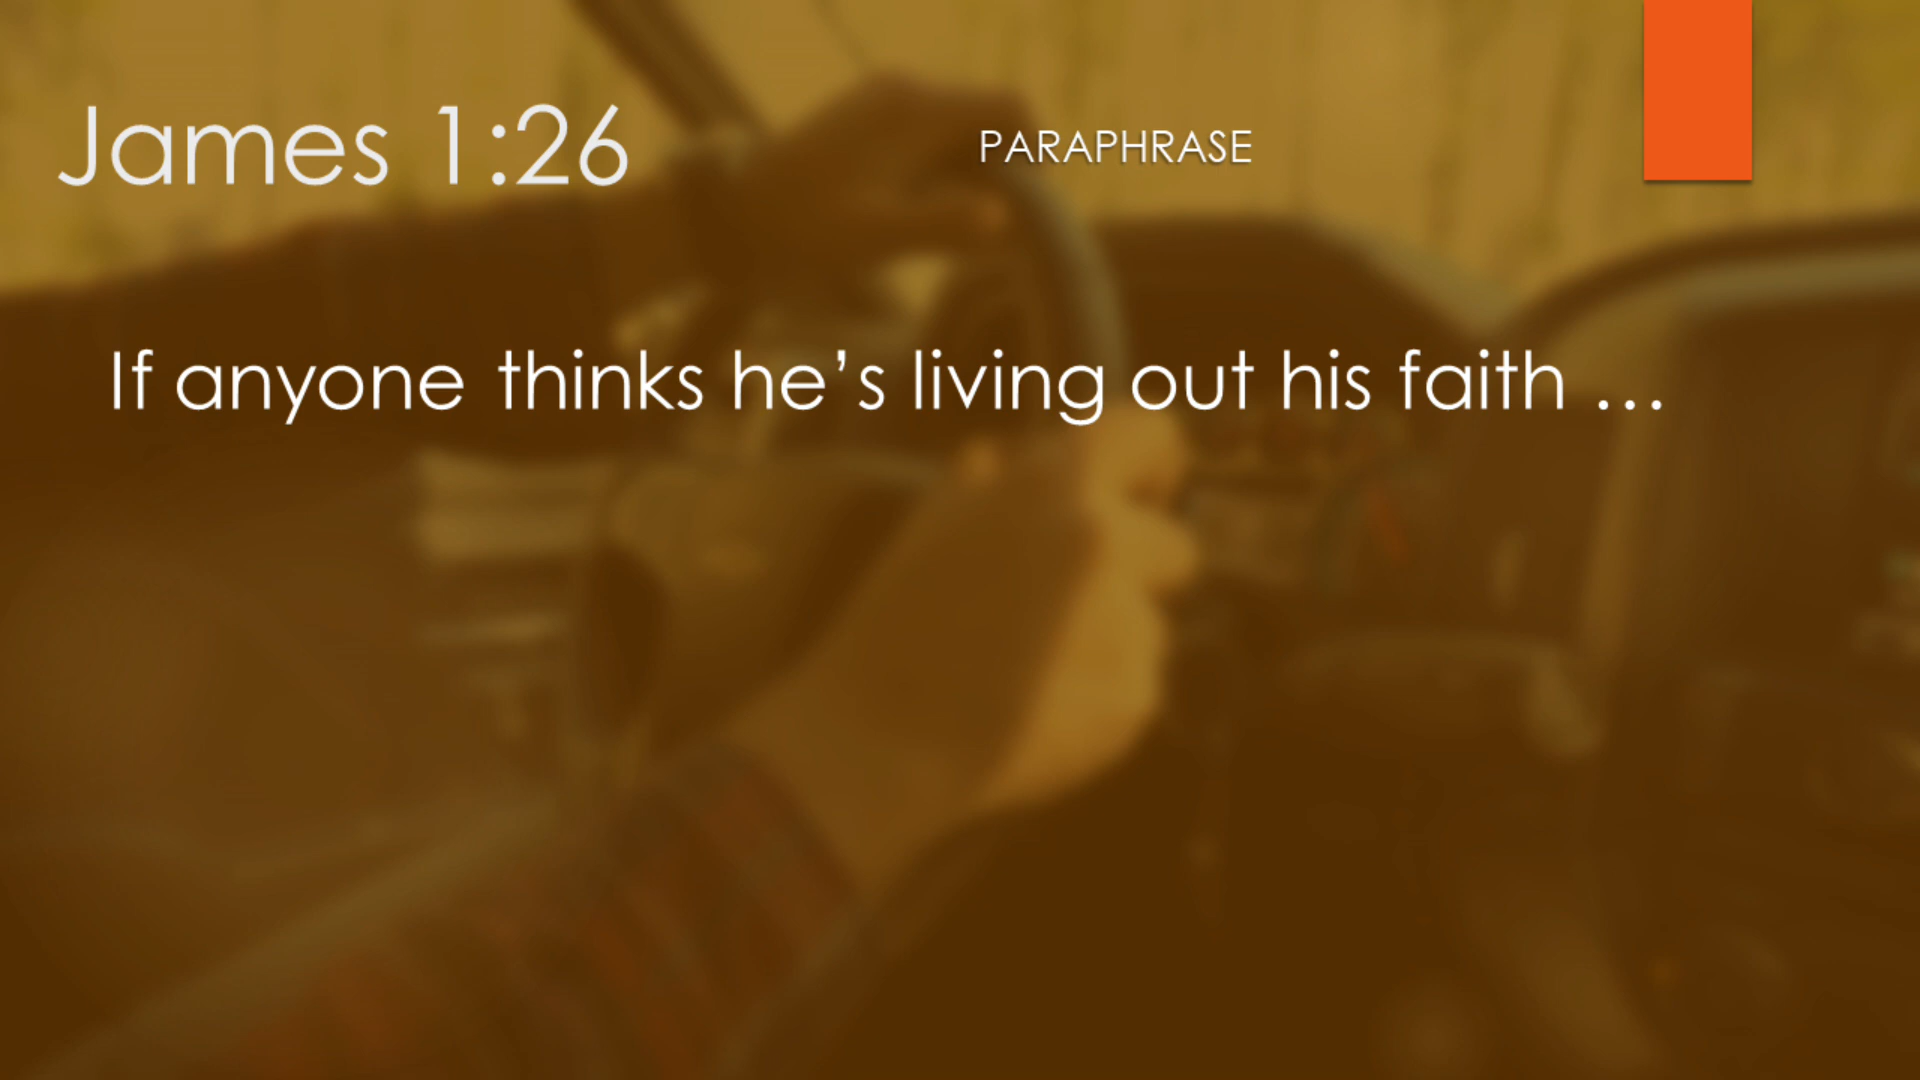 James 1:26
PARAPHRASE
If anyone thinks he’s living out his faith …